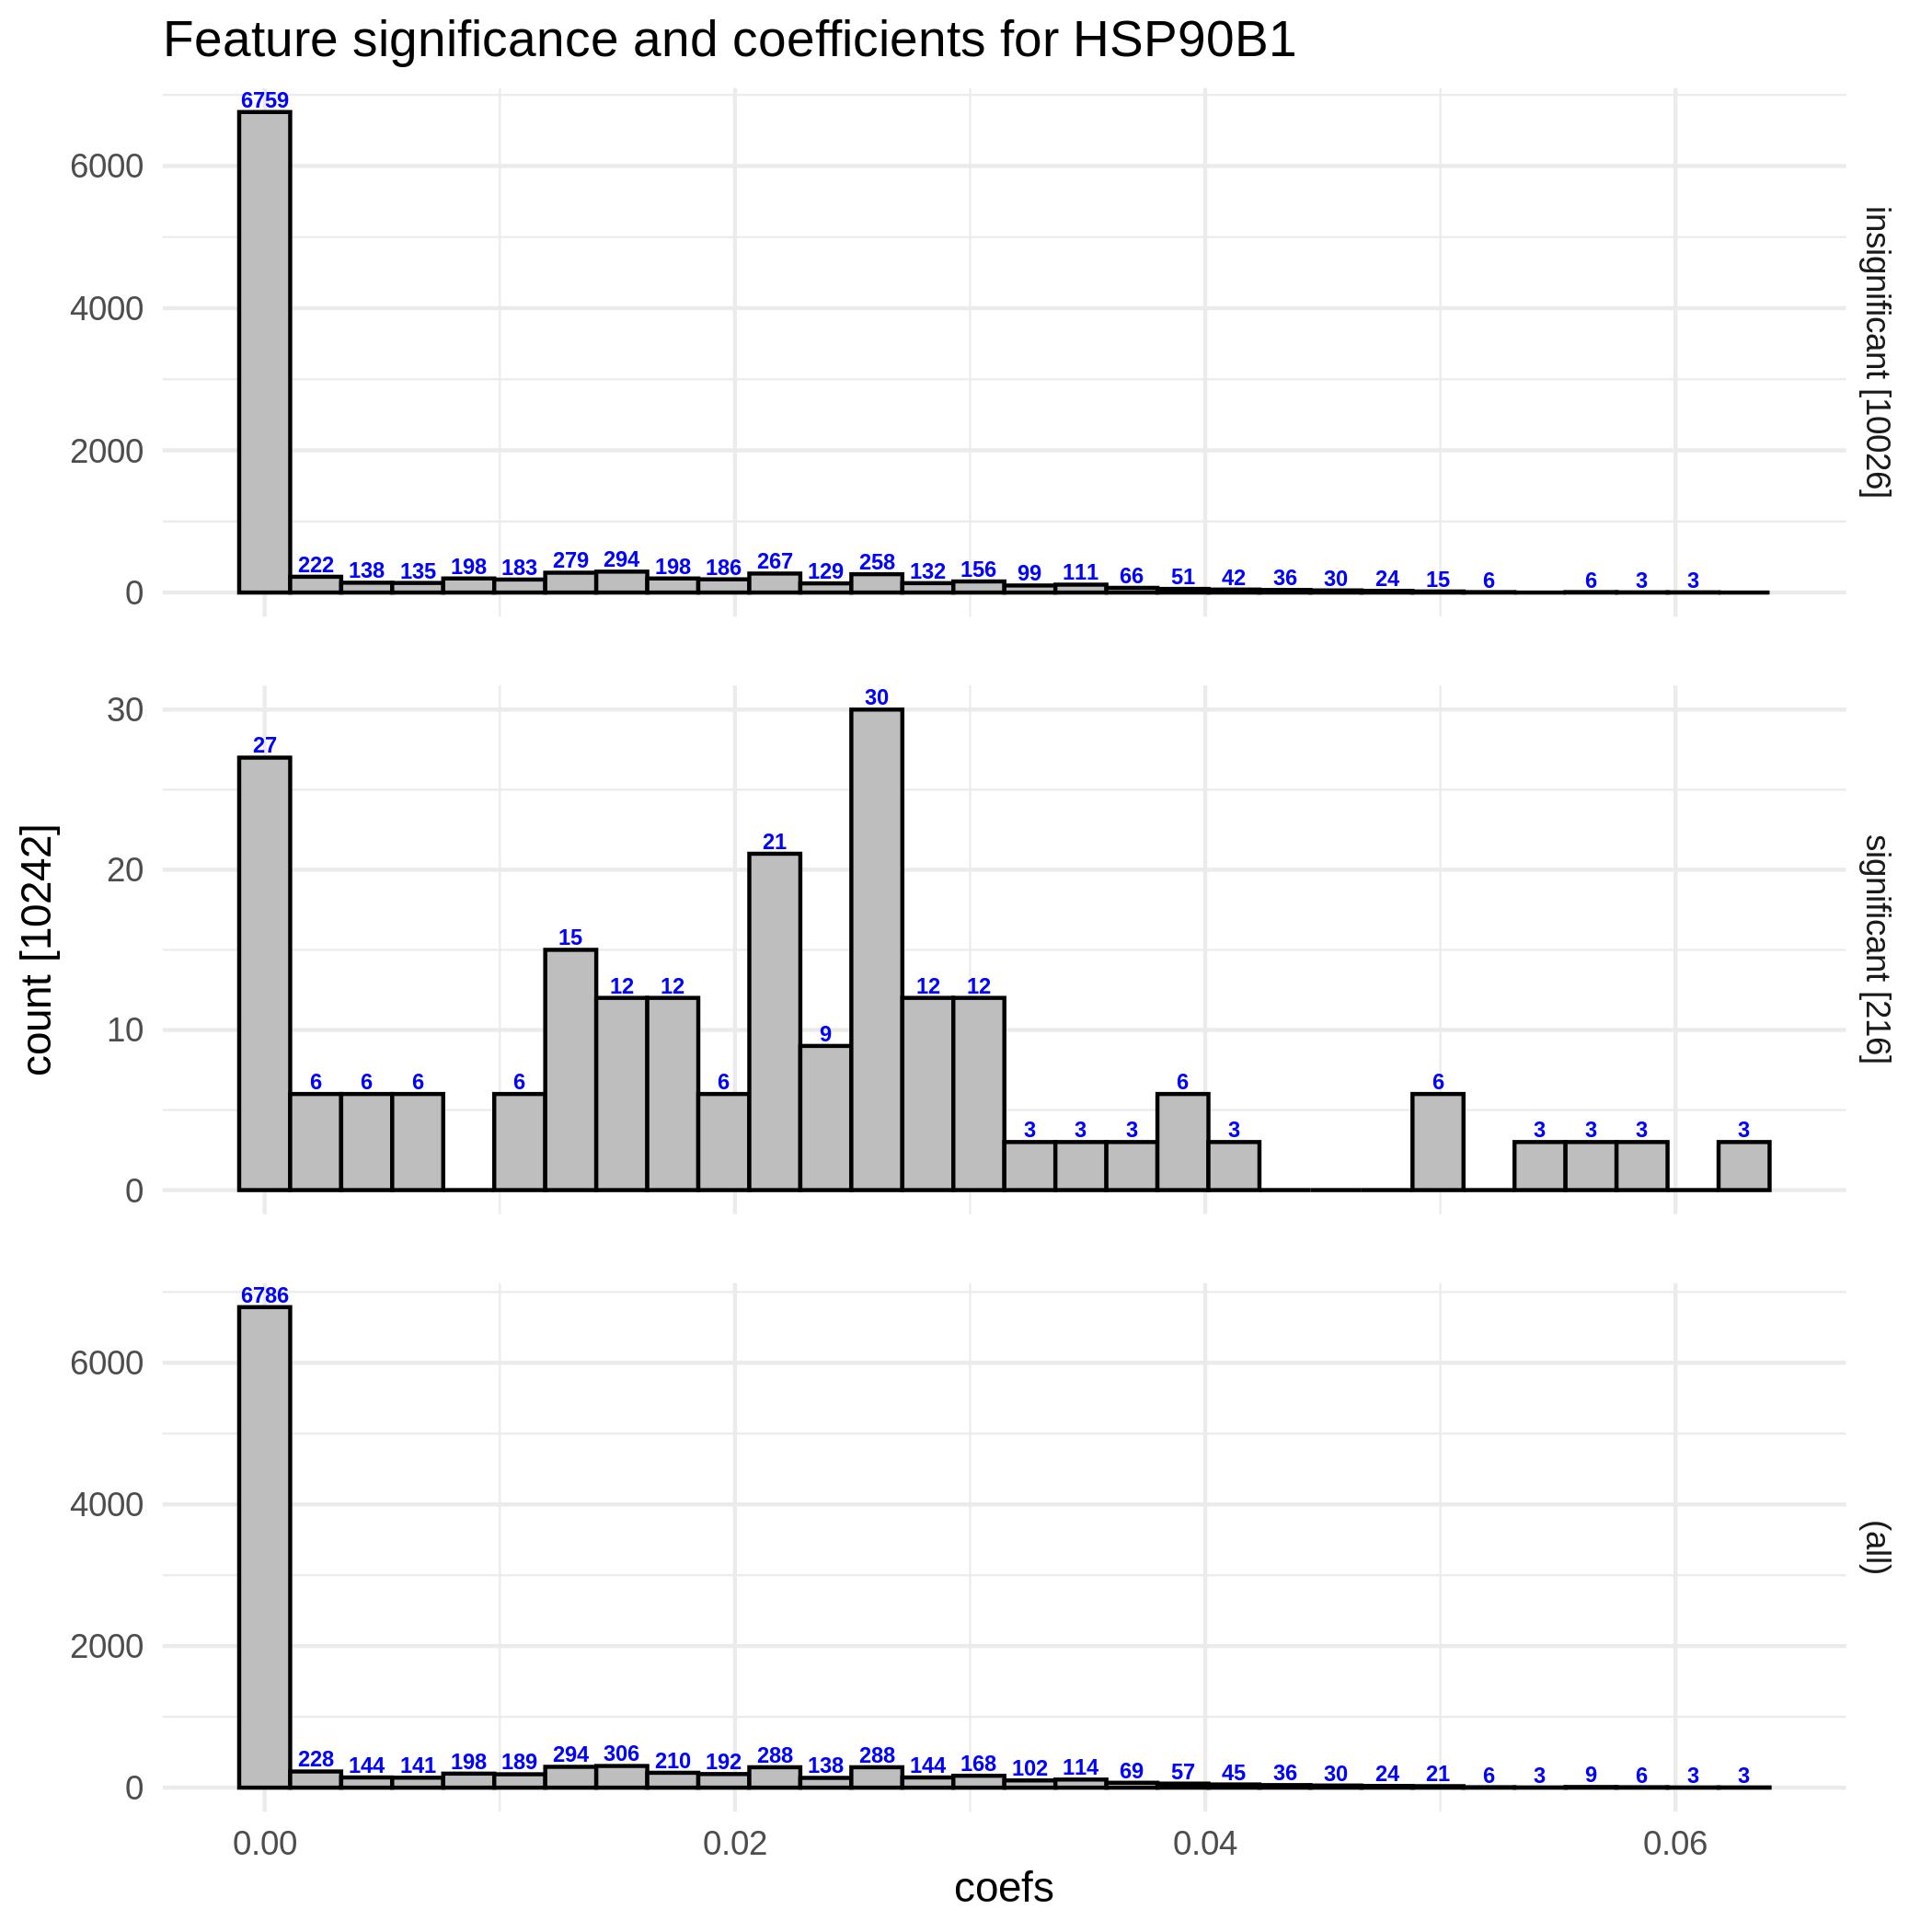 Feature significance and coefficients for HSP90B1
count [10242]
6000
4000
2000
0
6759
222 138 135 198 183 279 294 198 186 267 129 258 132 156 99 111 66 51 42 36 30 24 15 6 6 3 3
insignificant [10026]
30
20
10
0
27 6 6 6 6 15 12 12 6 21 9 30 12 12 3 3 3 6 3 6 3 3 3 3
significant [216]
6000
4000
2000
0
6786
228 144 141 198 189 294 306 210 192 288 138 288 144 168 102 114 69 57 45 36 30 24 21 6 3 9 6 3 3
(all)
0.00 0.02 0.04 0.06
coefs